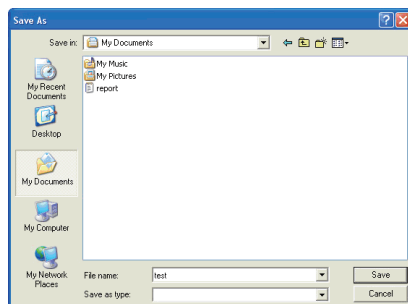 Save As
Save in: My Documents
My Recent
Documents
Desktop
My Documents
My Computer
My Network
Places
My Music
My Pictures
report
File name: test Save
Save as type: Cancel